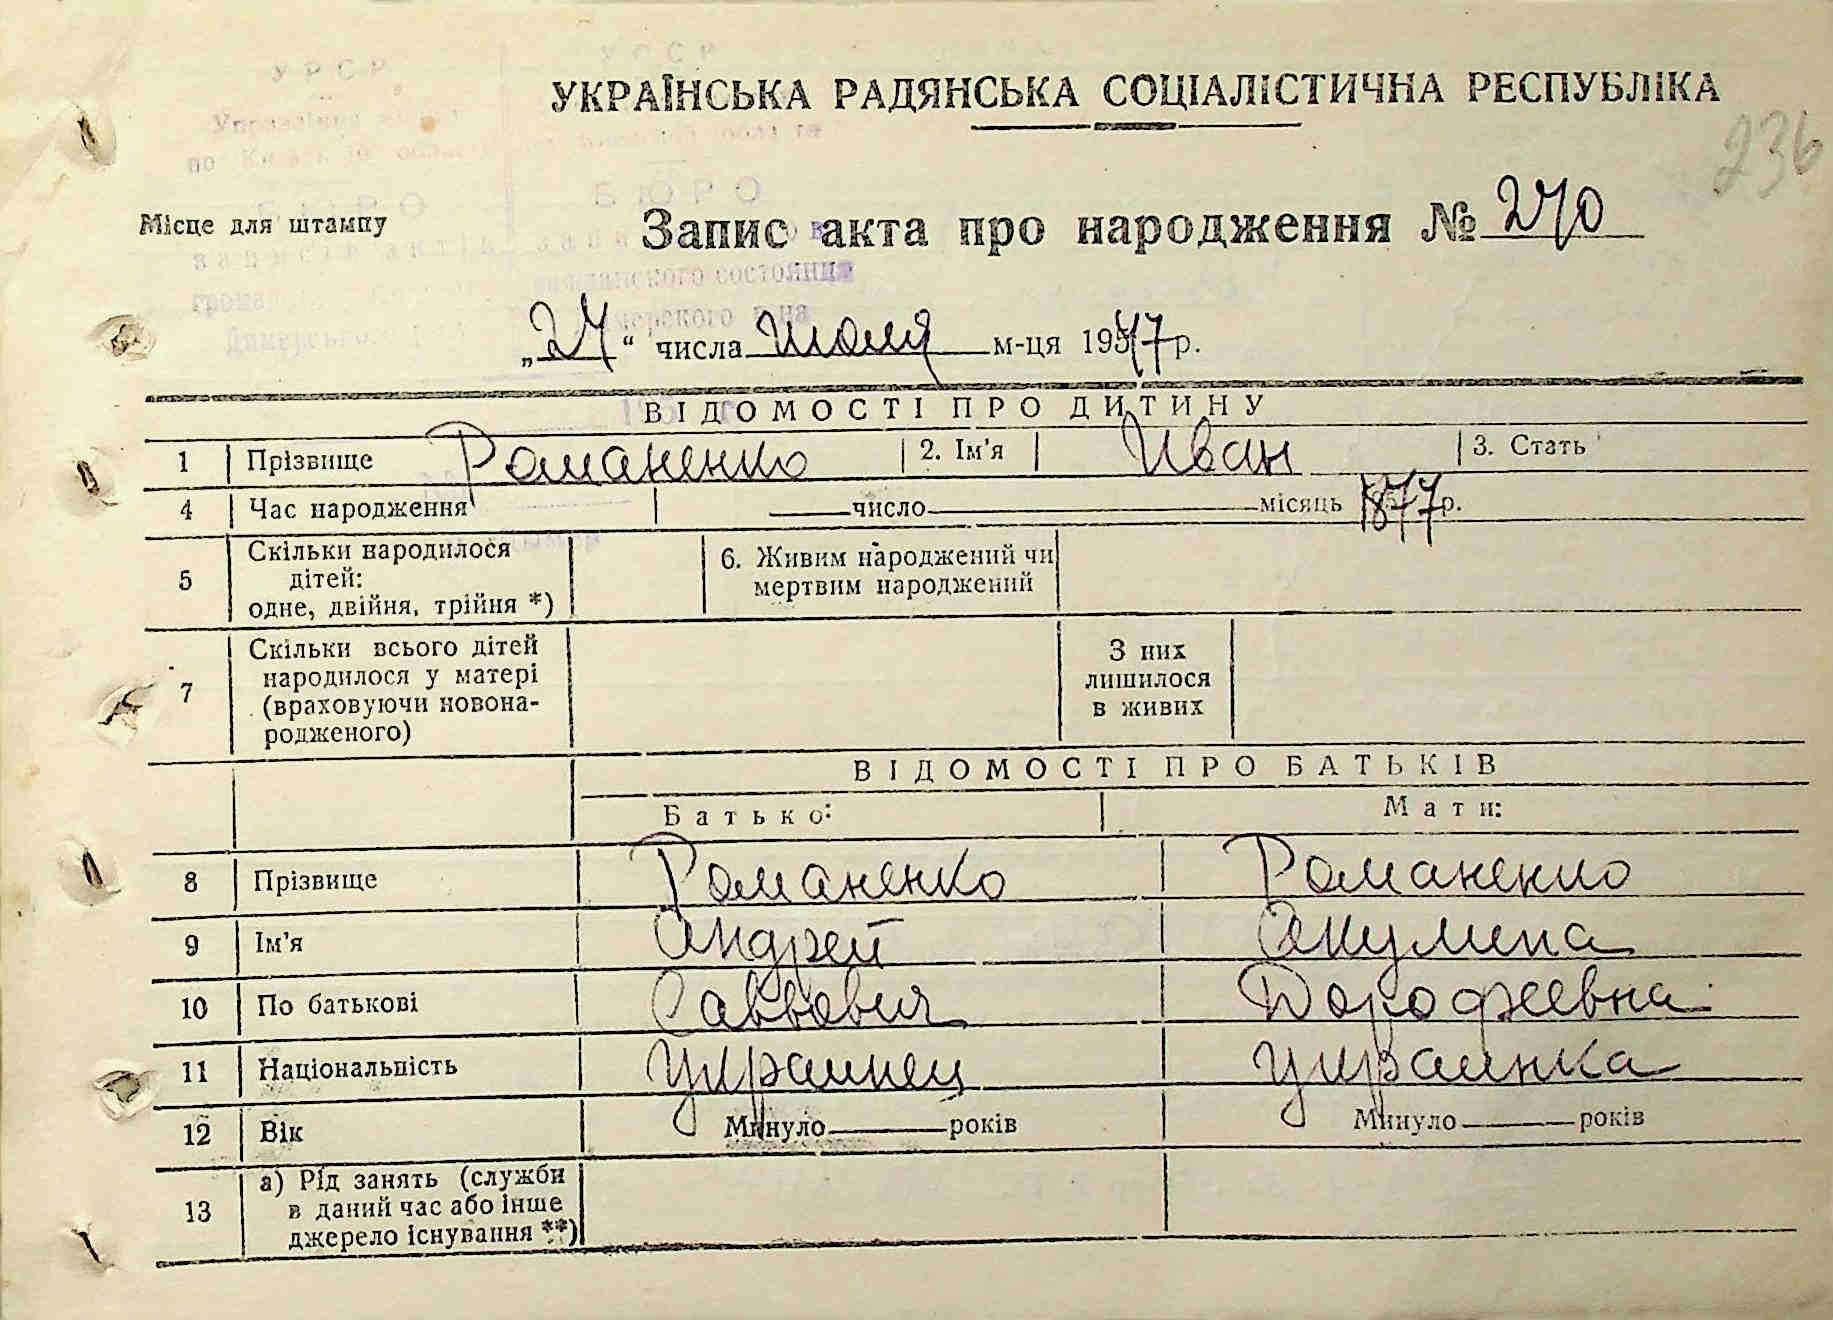 УКРАЇНСЬКА РАДЯНСЬКА СОЦІАЛІСТИЧНА РЕСПУБЛІКА
236
Місце для штампу
Запис акта про народження № 270
„27“ числа июля м-ця 1957 р.
ВІДОМОСТІ ПРО ДИТИНУ
1 Прізвище Романенко 2. Ім'я Иван 3. Стать
4 Час народження число місяць 1877 р.
5 Скільки народилося дітей: одне, двійня, трійня *) 6. Живим народжений чи мертвим народжений
7 Скільки всього дітей народилося у матері (враховуючи новонародженого) З них лишилося в живих
ВІДОМОСТІ ПРО БАТЬКІВ
Батько: Мати:
8 Прізвище Романенко Романенко
9 Ім'я Андрей Акулина
10 По батькові Саввович Дорофеевна
11 Національність Украинец украинка
12 Вік Минуло років Минуло років
13 а) Рід занять (служби в даний час або інше джерело існування **)